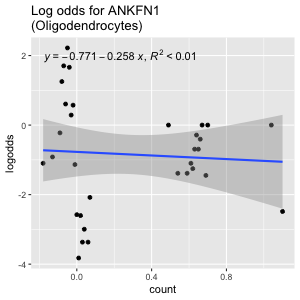 Log odds for ANKFN1
(Oligodendrocytes)
y = −0.771 − 0.258 x, R² < 0.01
2
0
-2
-4
logodds
0.0 0.4 0.8
count